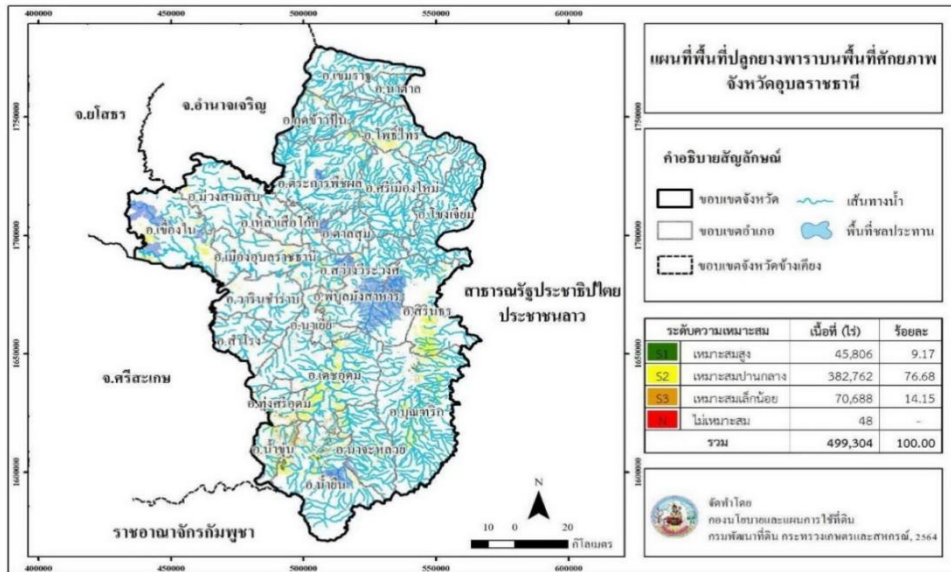 400000 450000 500000 550000 600000
แผนที่พื้นที่ปลูกยางพาราบนพื้นที่ศักยภาพ
จังหวัดอุบลราชธานี
คำอธิบายสัญลักษณ์
ขอบเขตจังหวัด เส้นทางน้ำ
ขอบเขตอำเภอ พื้นที่ชลประทาน
ขอบเขตจังหวัดข้างเคียง
ระดับความเหมาะสม เนื้อที่ (ไร่) ร้อยละ
S1 เหมาะสมสูง 45,806 9.17
S2 เหมาะสมปานกลาง 382,762 76.68
S3 เหมาะสมเล็กน้อย 70,688 14.15
N ไม่เหมาะสม 48 -
รวม 499,304 100.00
จัดทำโดย
กองนโยบายและแผนการใช้ที่ดิน
กรมพัฒนาที่ดิน กระทรวงเกษตรและสหกรณ์, 2564
1750000
1700000
1650000
1600000
จ.ยโสธร
จ.อำนาจเจริญ
จ.ศรีสะเกษ
ราชอาณาจักรกัมพูชา
สาธารณรัฐประชาธิปไตย
ประชาชนลาว
อ.เขมราฐ
อ.นาตาล
อ.กุดข้าวปุ้น
อ.โพธิ์ไทร
อ.ตระการพืชผล
อ.ศรีเมืองใหม่
อ.ม่วงสามสิบ
อ.โขงเจียม
อ.เขื่องใน
อ.เหล่าเสือโก้ก
อ.ตาลสุม
อ.เมืองอุบลราชธานี
อ.สว่างวีระวงศ์
อ.วารินชำราบ
อ.พิบูลมังสาหาร
อ.สิรินธร
อ.นาเยีย
อ.สำโรง
อ.เดชอุดม
อ.ทุ่งศรีอุดม
อ.บุณฑริก
อ.น้ำขุ่น
อ.นาจะหลวย
อ.น้ำยืน
N
10 0 20
กิโลเมตร
1750000
1700000
1650000
1600000
400000 450000 500000 550000 600000